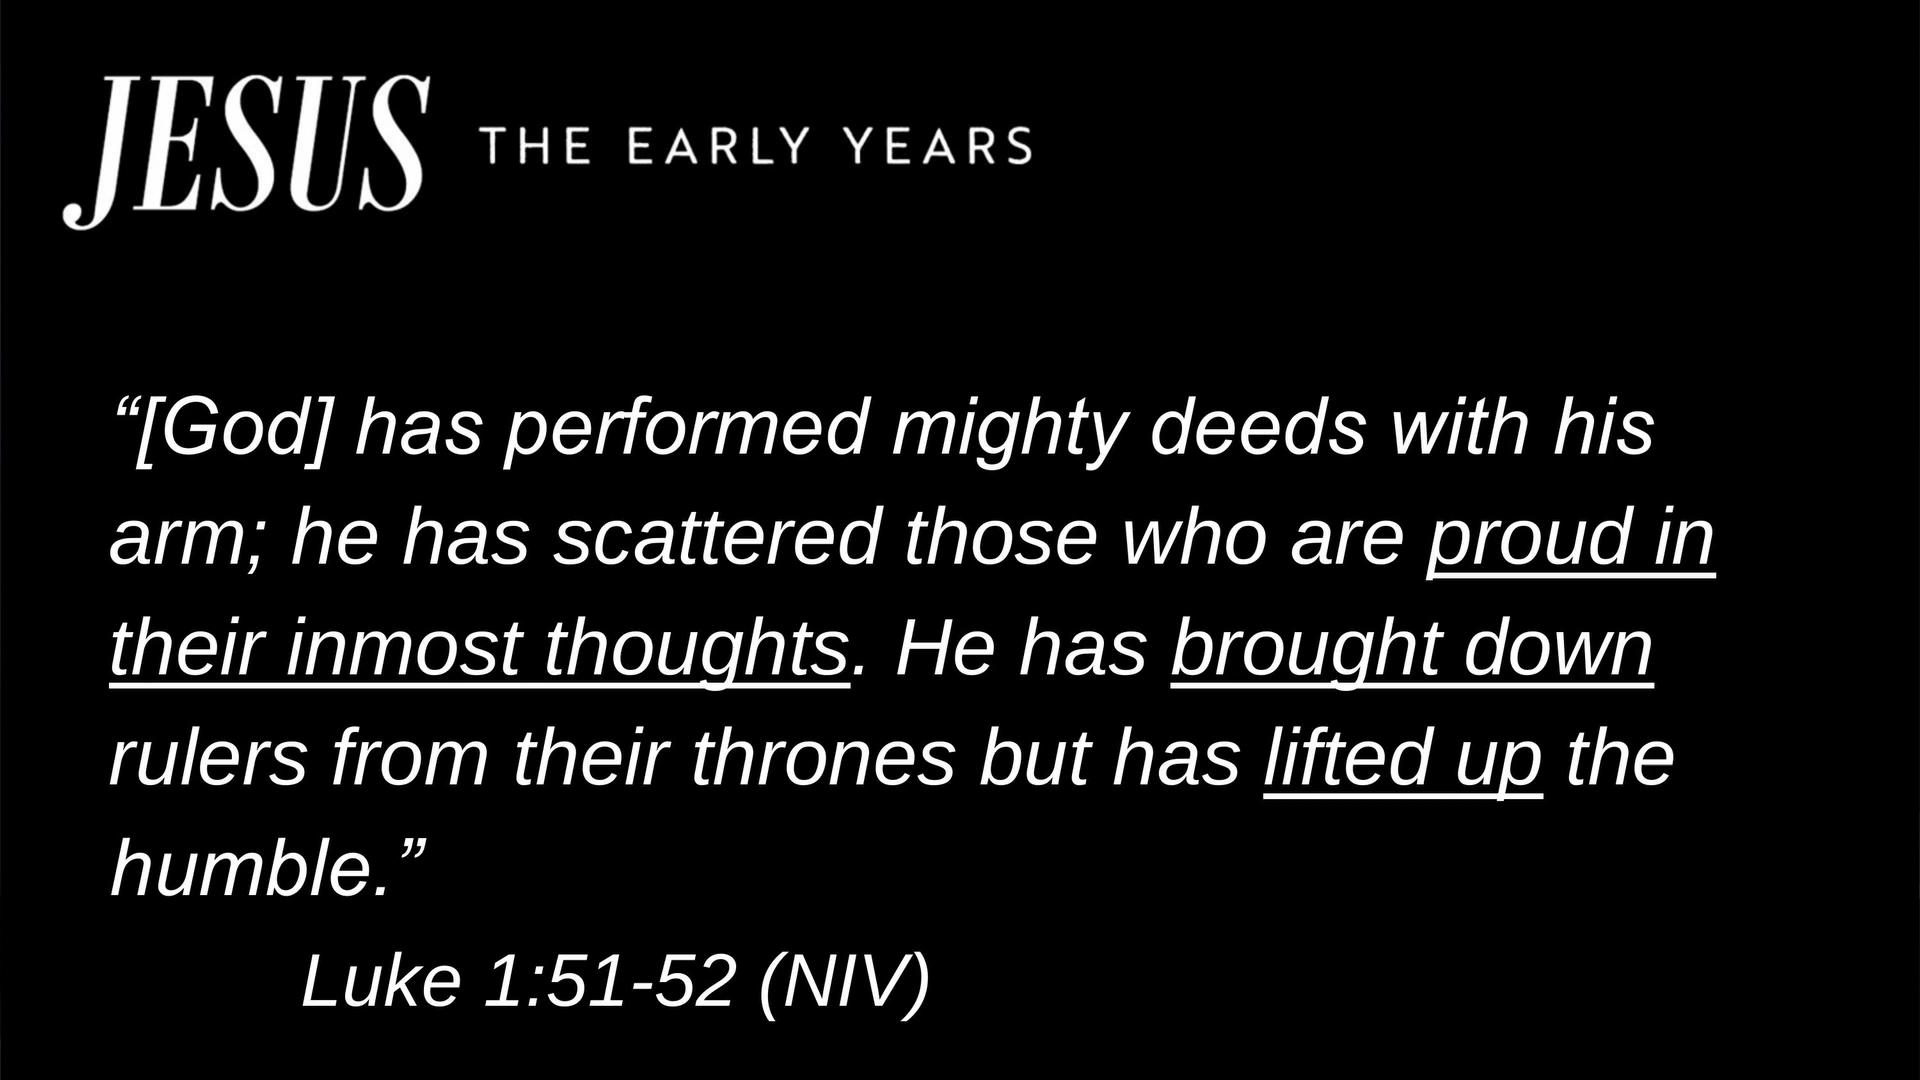 JESUS THE EARLY YEARS
“[God] has performed mighty deeds with his
arm; he has scattered those who are proud in
their inmost thoughts. He has brought down
rulers from their thrones but has lifted up the
humble.”
Luke 1:51-52 (NIV)